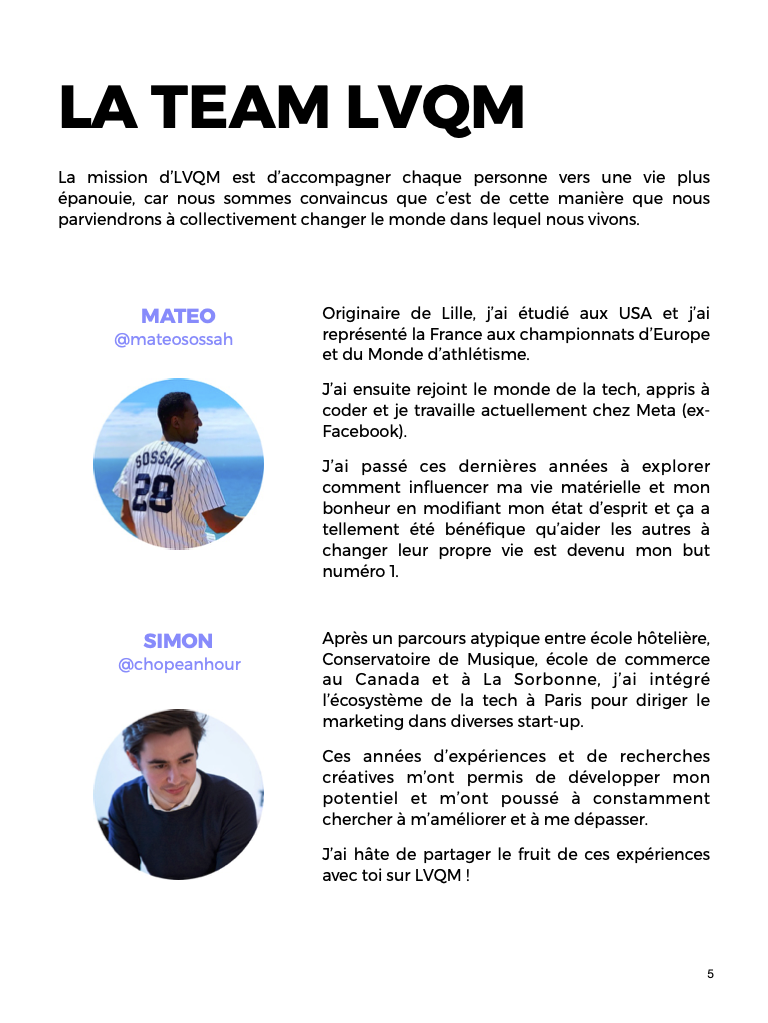 LA TEAM LVQM
La mission d’LVQM est d’accompagner chaque personne vers une vie plus
épanouie, car nous sommes convaincus que c’est de cette manière que nous
parviendrons à collectivement changer le monde dans lequel nous vivons.
MATEO
@mateosossah
SOSSAH
28
Originaire de Lille, j’ai étudié aux USA et j’ai
représenté la France aux championnats d’Europe
et du Monde d’athlétisme.
J’ai ensuite rejoint le monde de la tech, appris à
coder et je travaille actuellement chez Meta (ex-
Facebook).
J’ai passé ces dernières années à explorer
comment influencer ma vie matérielle et mon
bonheur en modifiant mon état d’esprit et ça a
tellement été bénéfique qu’aider les autres à
changer leur propre vie est devenu mon but
numéro 1.
SIMON
@chopeanhour
Après un parcours atypique entre école hôtelière,
Conservatoire de Musique, école de commerce
au Canada et à La Sorbonne, j’ai intégré
l’écosystème de la tech à Paris pour diriger le
marketing dans diverses start-up.
Ces années d’expériences et de recherches
créatives m’ont permis de développer mon
potentiel et m’ont poussé à constamment
chercher à m’améliorer et à me dépasser.
J’ai hâte de partager le fruit de ces expériences
avec toi sur LVQM !
5